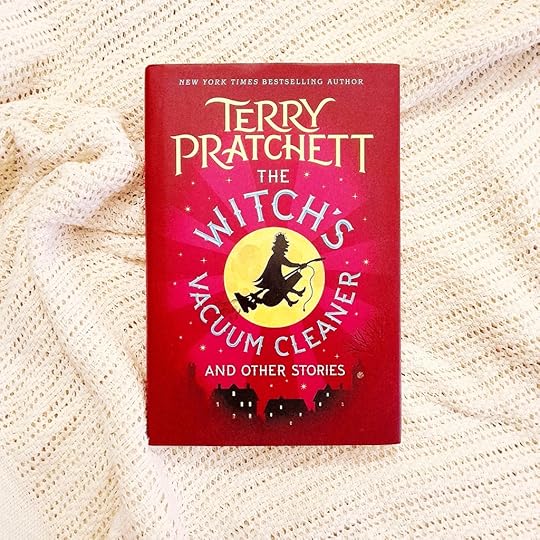 NEW YORK TIMES BESTSELLING AUTHOR
TERRY
PRATCHETT
THE
WITCH'S
VACUUM CLEANER
AND OTHER STORIES